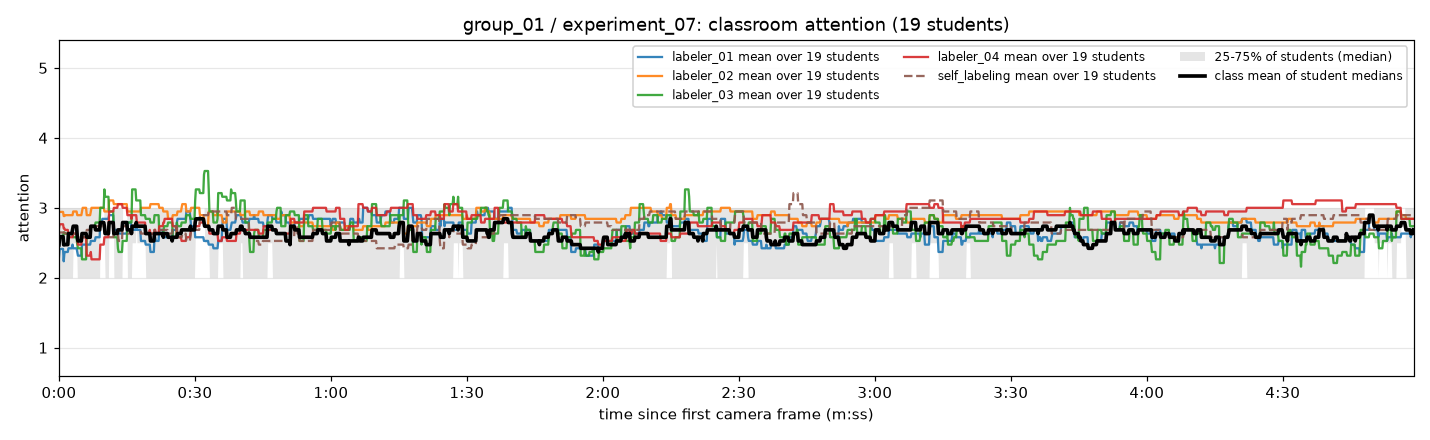 group_01 / experiment_07: classroom attention (19 students)
labeler_01 mean over 19 students
labeler_02 mean over 19 students
labeler_03 mean over 19 students
labeler_04 mean over 19 students
self_labeling mean over 19 students
25-75% of students (median)
class mean of student medians
attention
5
4
3
2
1
0:00 0:30 1:00 1:30 2:00 2:30 3:00 3:30 4:00 4:30
time since first camera frame (m:ss)